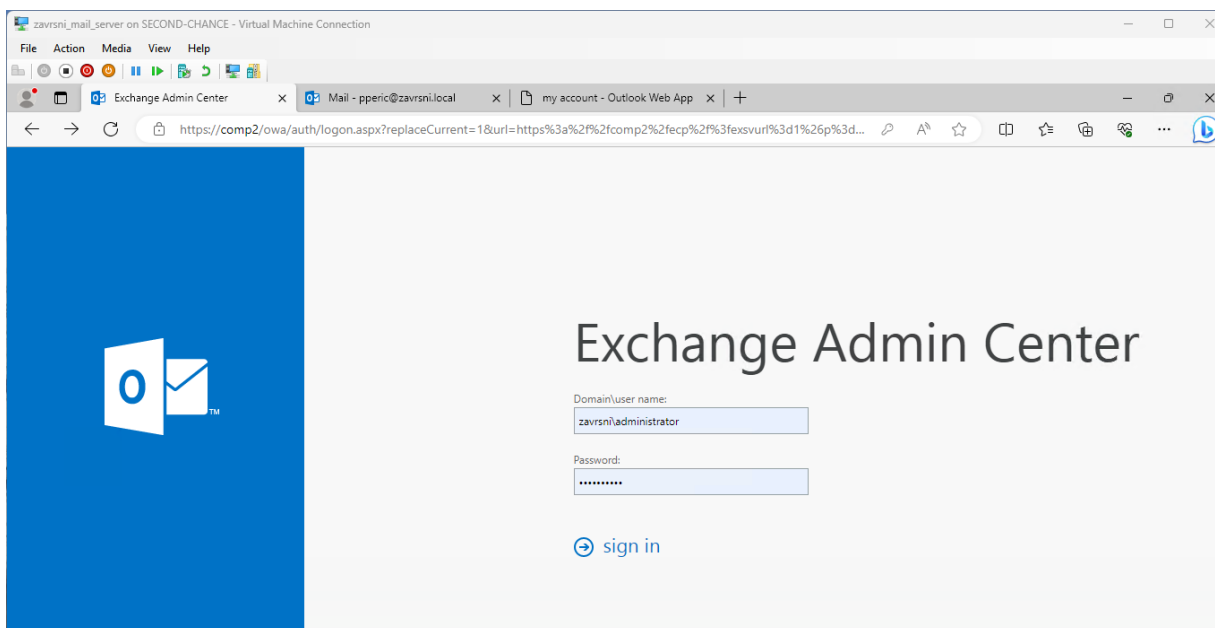 zavrsni_mail_server on SECOND-CHANCE - Virtual Machine Connection
File Action Media View Help
Exchange Admin Center
Mail - pperic@zavrsni.local
my account - Outlook Web App
https://comp2/owa/auth/logon.aspx?replaceCurrent=1&url=https%3a%2f%2fcomp2%2fecp%2f%3fexsvurl%3d1%26p%3d...
Exchange Admin Center
Domain\user name:
zavrsni\administrator
Password:
••••••••••
sign in
O
TM